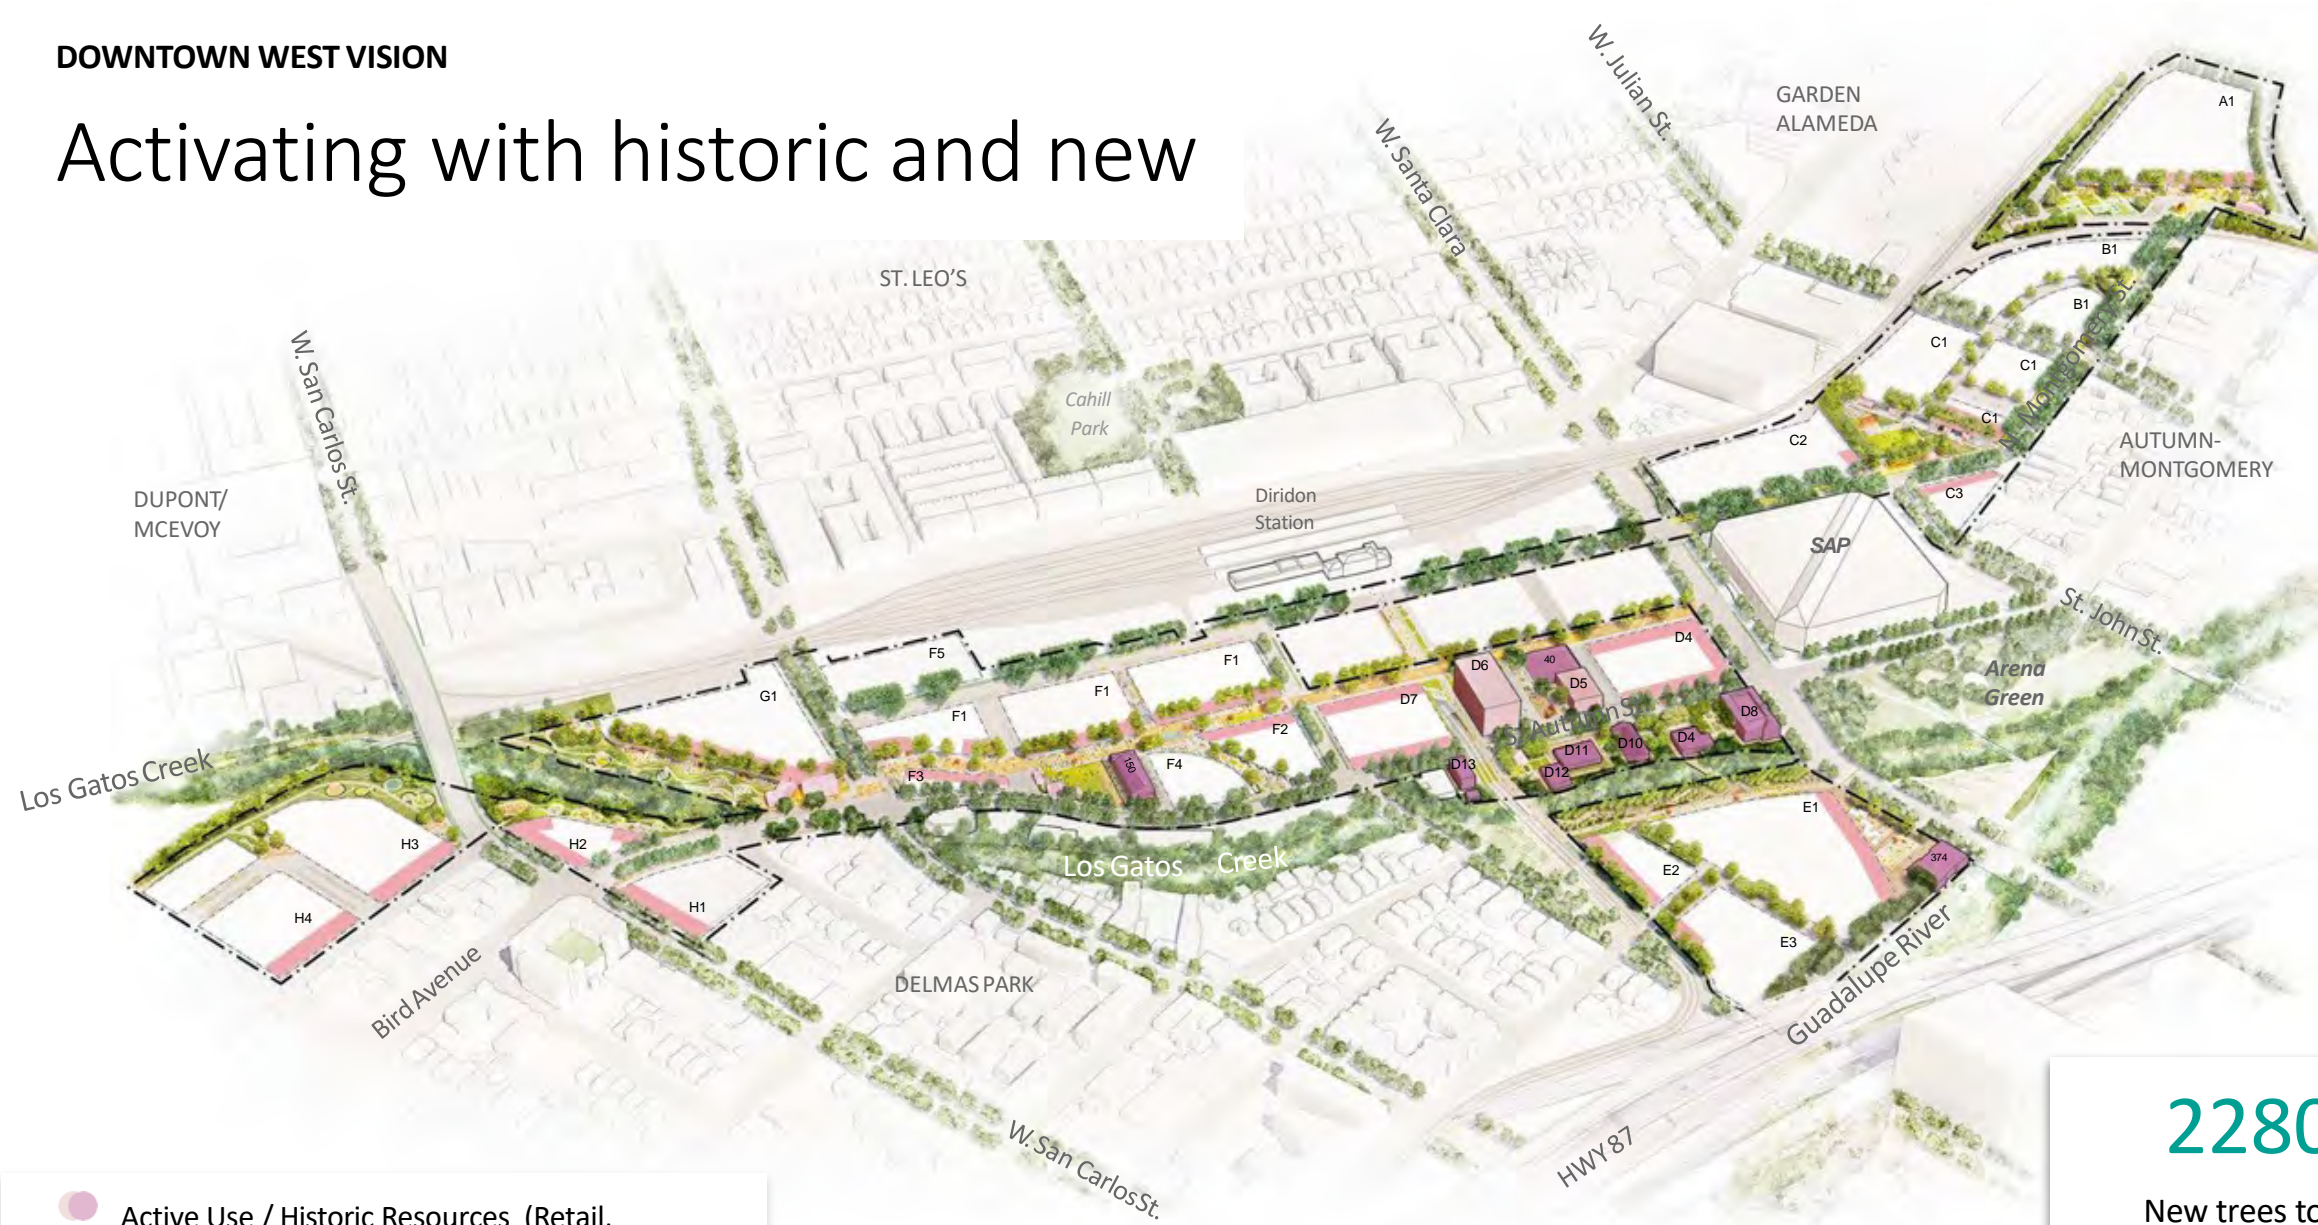 DOWNTOWN WEST VISION
Activating with historic and new
W. Julian St.
GARDEN
ALAMEDA
A1
W. Santa Clara
B1
ST. LEO'S
B1
N. Montgomery St.
W. San Carlos St.
C1
C1
Cahill
Park
C1
C2
AUTUMN-
MONTGOMERY
DUPONT/
MCEVOY
Diridon
Station
C3
SAP
St. John St.
Arena
Green
F5
F1
D4
D6
40
D5
G1
F1
D7
F1
F2
S. Autumn St.
D8
D10
D4
D11
Los Gatos Creek
F3
150
F4
D13
D12
E1
H3
H2
Los Gatos Creek
374
E2
H4
H1
E3
Bird Avenue
DELMAS PARK
Guadalupe River
W. San Carlos St.
HWY 87
2280
New trees to
Active Use / Historic Resources (Retail,